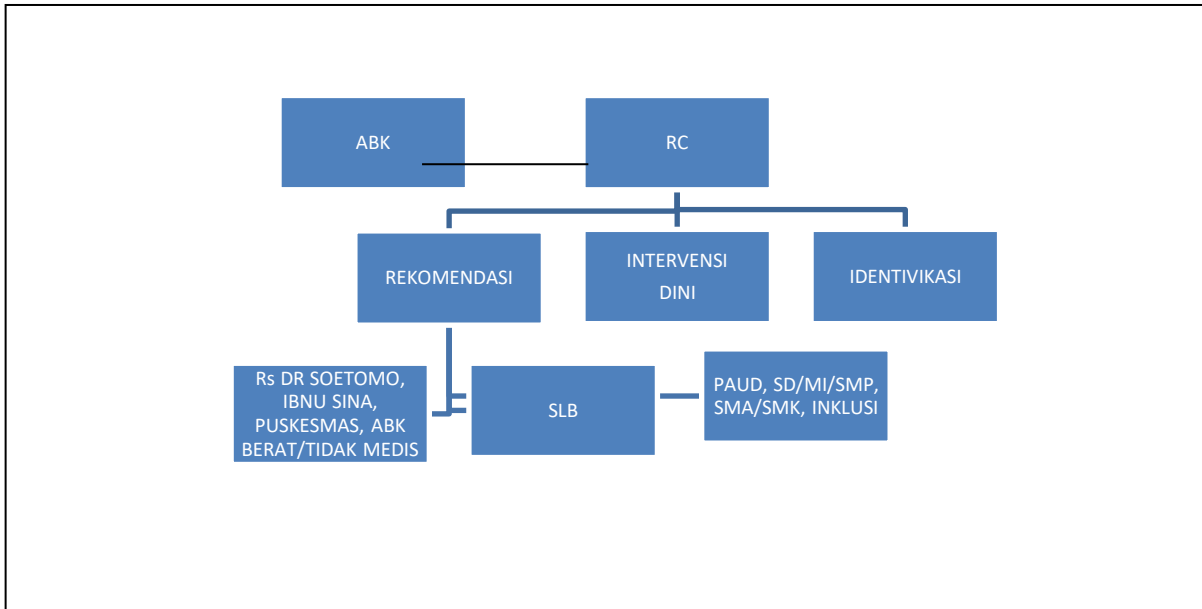 ABK
RC
REKOMENDASI
INTERVENSI
DINI
IDENTIVIKASI
Rs DR SOETOMO,
IBNU SINA,
PUSKESMAS, ABK
BERAT/TIDAK MEDIS
SLB
PAUD, SD/MI/SMP,
SMA/SMK, INKLUSI